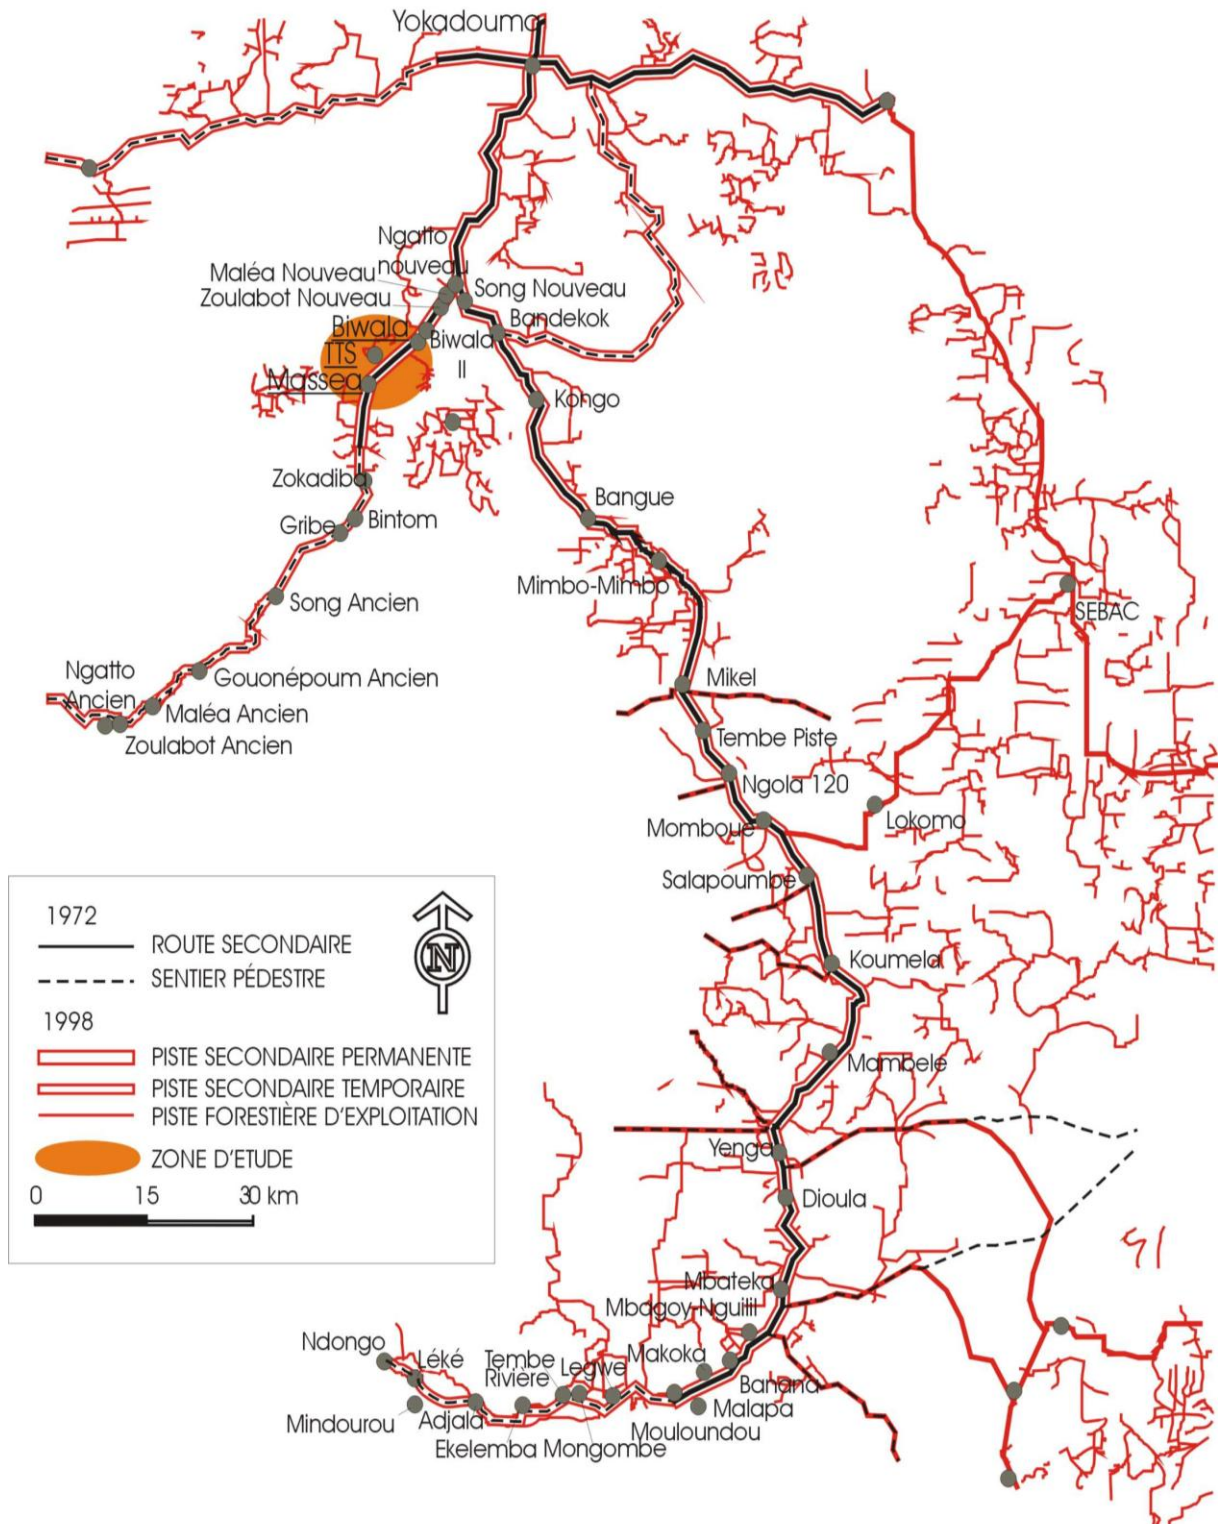 Yokadouma
Ngatto
nouveau
Maléa Nouveau
Zoulabot Nouveau
Song Nouveau
Bandekok
Biwala
Biwala
II
TTS
Massea
Kongo
Zokadiba
Bintom
Gribe
Bangue
Mimbo-Mimbo
Song Ancien
SEBAC
Gouonépoum Ancien
Ngatto
Ancien
Maléa Ancien
Zoulabot Ancien
Mikel
Tembe Piste
Ngola 120
Momboue
Lokomo
Salapoumbe
Koumela
Mambele
Yenga
Dioula
Mbateka
Mbagoy-Nguilii
Ndongo
Léké
Tembe
Rivière
Legwe
Makoka
Banana
Malapa
Mindourou
Adjala
Mouloundou
Ekelemba
Mongombe
1972
ROUTE SECONDAIRE
SENTIER PÉDESTRE
1998
PISTE SECONDAIRE PERMANENTE
PISTE SECONDAIRE TEMPORAIRE
PISTE FORESTIÈRE D'EXPLOITATION
ZONE D'ETUDE
0 15 30 km
N